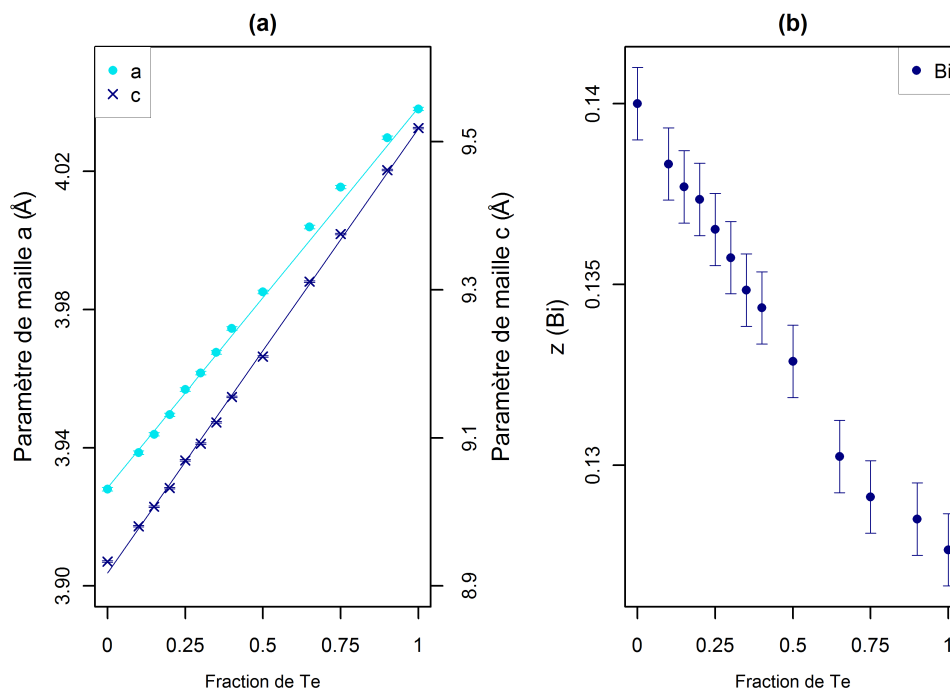 (a)
a
c
Paramètre de maille a (Å)
3.90
3.94
3.98
4.02
0
0.25
0.5
0.75
1
Fraction de Te
Paramètre de maille c (Å)
8.9
9.1
9.3
9.5
(b)
Bi
z (Bi)
0.13
0.135
0.14
0
0.25
0.5
0.75
1
Fraction de Te